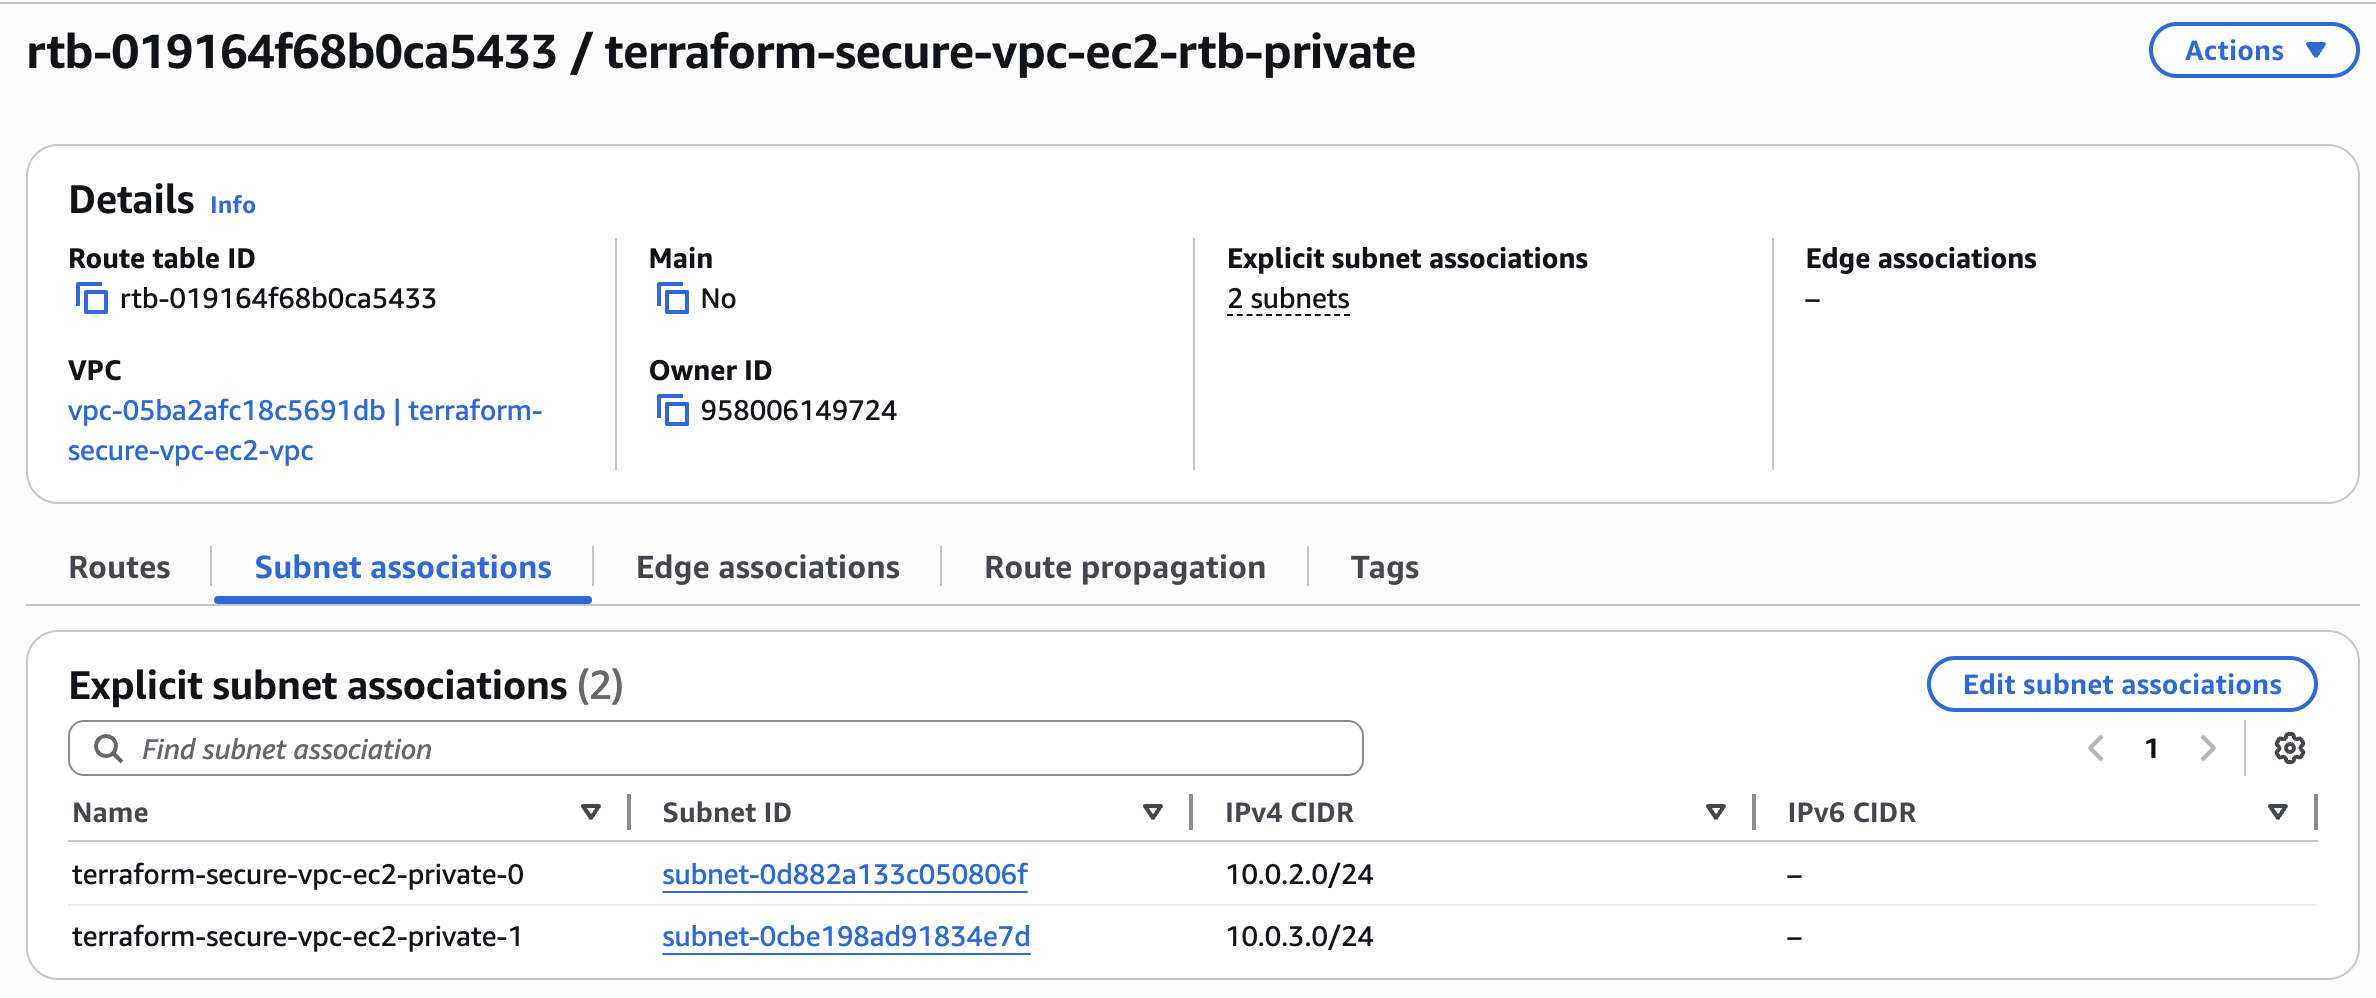 rtb-019164f68b0ca5433 / terraform-secure-vpc-ec2-rtb-private
Actions
Details Info
Route table ID
rtb-019164f68b0ca5433
Main
No
Explicit subnet associations
2 subnets
Edge associations
–
VPC
vpc-05ba2afc18c5691db | terraform-
secure-vpc-ec2-vpc
Owner ID
958006149724
Routes
Subnet associations
Edge associations
Route propagation
Tags
Explicit subnet associations (2)
Edit subnet associations
Find subnet association
1
Name Subnet ID IPv4 CIDR IPv6 CIDR
terraform-secure-vpc-ec2-private-0 subnet-0d882a133c050806f 10.0.2.0/24 –
terraform-secure-vpc-ec2-private-1 subnet-0cbe198ad91834e7d 10.0.3.0/24 –